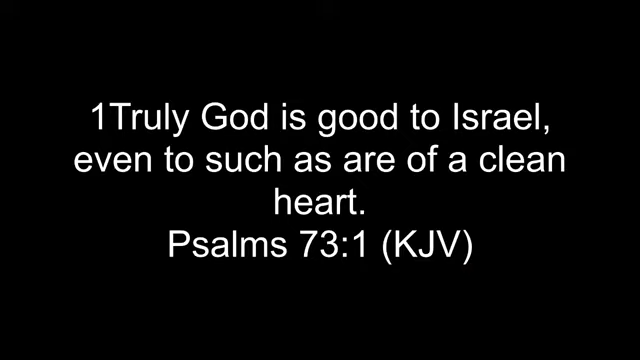 1Truly God is good to Israel,
even to such as are of a clean
heart.
Psalms 73:1 (KJV)